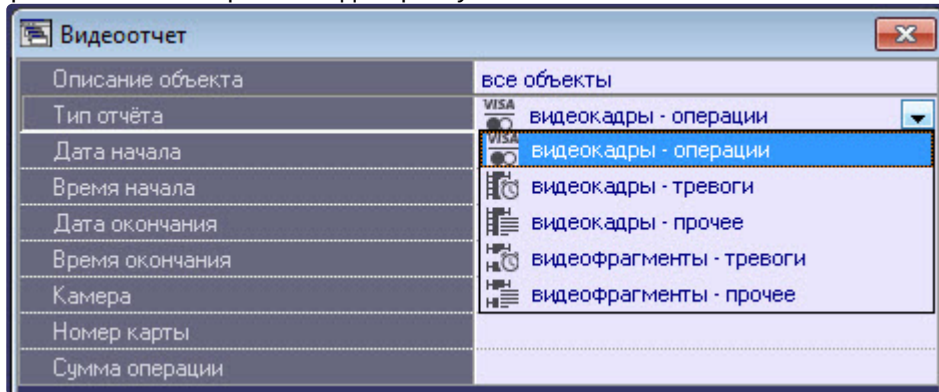 Видеоотчет
Описание объекта все объекты
Тип отчёта VISA видеокадры - операции
Дата начала VISA видеокадры - операции
Время начала видеокадры - тревоги
Дата окончания видеокадры - прочее
Время окончания видеофрагменты - тревоги
Камера видеофрагменты - прочее
Номер карты
Сумма операции